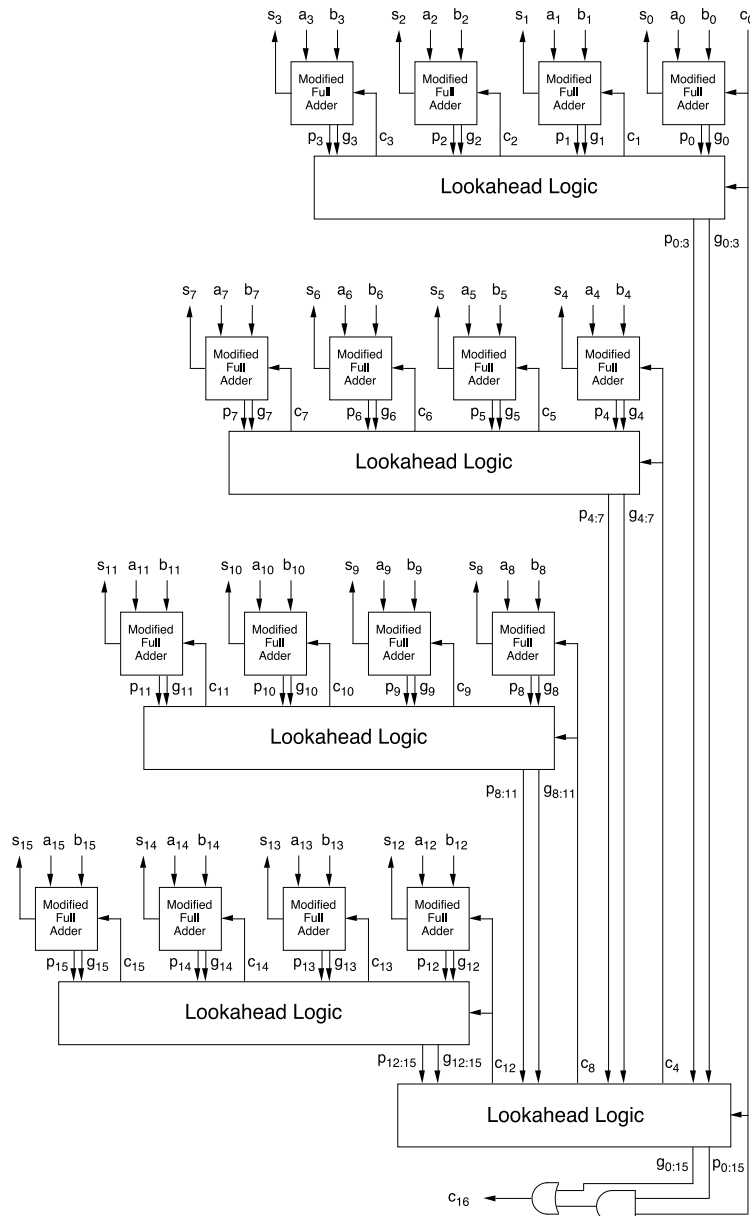 s3 a3 b3 s2 a2 b2 s1 a1 b1 s0 a0 b0 c0
Modified Full Adder Modified Full Adder Modified Full Adder Modified Full Adder
p3 g3 c3 p2 g2 c2 p1 g1 c1 p0 g0
Lookahead Logic
p0:3 g0:3
s7 a7 b7 s6 a6 b6 s5 a5 b5 s4 a4 b4
Modified Full Adder Modified Full Adder Modified Full Adder Modified Full Adder
p7 g7 c7 p6 g6 c6 p5 g5 c5 p4 g4
Lookahead Logic
p4:7 g4:7
s11 a11 b11 s10 a10 b10 s9 a9 b9 s8 a8 b8
Modified Full Adder Modified Full Adder Modified Full Adder Modified Full Adder
p11 g11 c11 p10 g10 c10 p9 g9 c9 p8 g8
Lookahead Logic
p8:11 g8:11
s15 a15 b15 s14 a14 b14 s13 a13 b13 s12 a12 b12
Modified Full Adder Modified Full Adder Modified Full Adder Modified Full Adder
p15 g15 c15 p14 g14 c14 p13 g13 c13 p12 g12
Lookahead Logic
p12:15 g12:15 c12 c8 c4
Lookahead Logic
g0:15 p0:15
c16